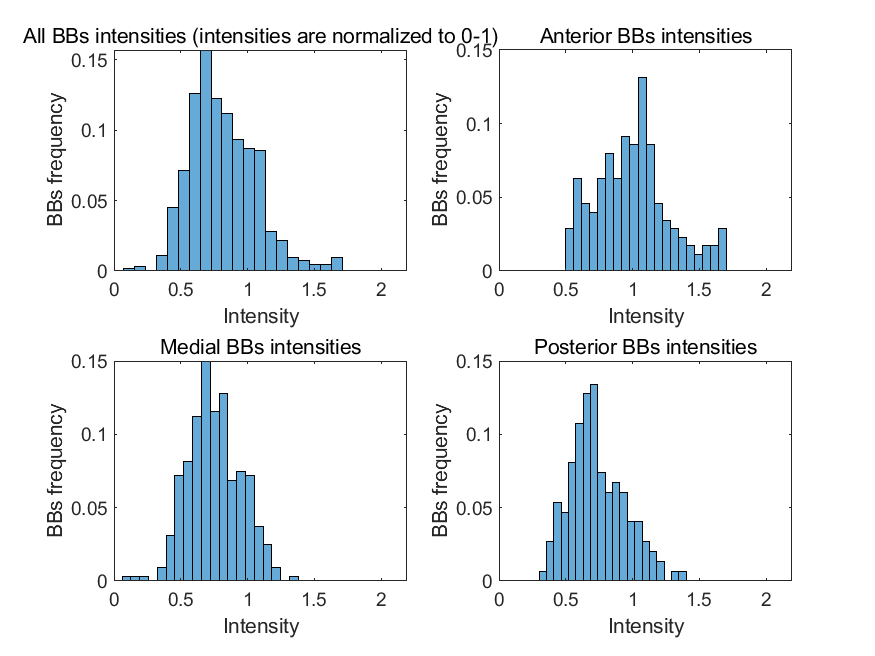 All BBs intensities (intensities are normalized to 0-1)
0.15
0.1
0.05
0
BBs frequency
0 0.5 1 1.5 2
Intensity
Anterior BBs intensities
0.15
0.1
0.05
0
BBs frequency
0 0.5 1 1.5 2
Intensity
Medial BBs intensities
0.15
0.1
0.05
0
BBs frequency
0 0.5 1 1.5 2
Intensity
Posterior BBs intensities
0.15
0.1
0.05
0
BBs frequency
0 0.5 1 1.5 2
Intensity